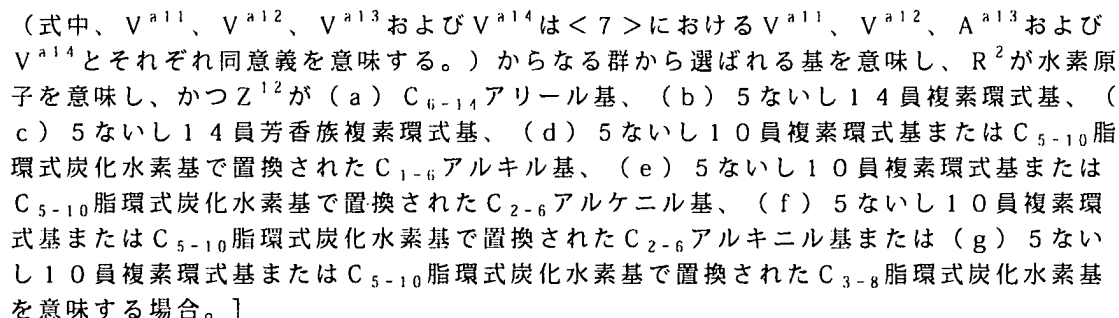 （式中、V^a11、V^a12、V^a13およびV^a14は＜７＞におけるV^a11、V^a12、A^a13および
V^a14とそれぞれ同意義を意味する。）からなる群から選ばれる基を意味し、R^2が水素原
子を意味し、かつZ^12が（a）C_6-14アリール基、（b）５ないし１４員複素環式基、（
c）５ないし１４員芳香族複素環式基、（d）５ないし１０員複素環式基またはC_5-10脂
環式炭化水素基で置換されたC_1-6アルキル基、（e）５ないし１０員複素環式基または
C_5-10脂環式炭化水素基で置換されたC_2-6アルケニル基、（f）５ないし１０員複素環
式基またはC_5-10脂環式炭化水素基で置換されたC_2-6アルキニル基または（g）５ない
し１０員複素環式基またはC_5-10脂環式炭化水素基で置換されたC_3-8脂環式炭化水素基
を意味する場合。］